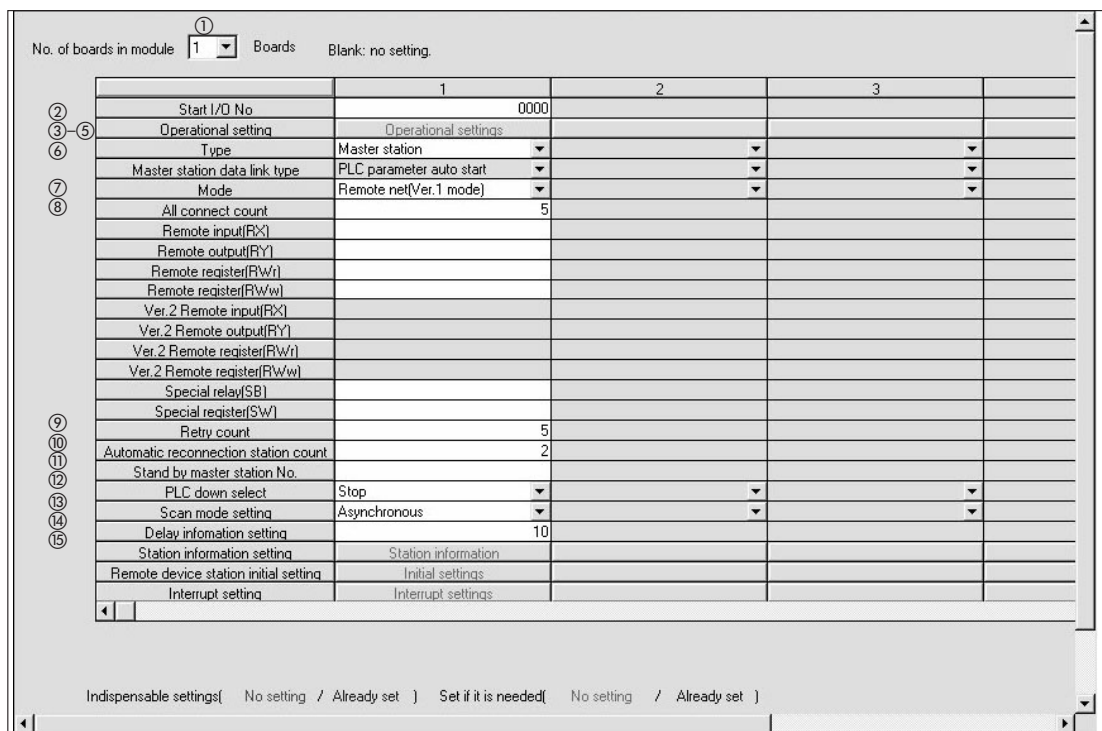 ①
No. of boards in module 1 Boards Blank: no setting.
1 2 3
② Start I/O No 0000
③–⑤ Operational setting Operational settings
⑥ Type Master station
Master station data link type PLC parameter auto start
⑦ Mode Remote net(Ver.1 mode)
⑧ All connect count 5
Remote input(RX)
Remote output(RY)
Remote register(RWr)
Remote register(RWw)
Ver.2 Remote input(RX)
Ver.2 Remote output(RY)
Ver.2 Remote register(RWr)
Ver.2 Remote register(RWw)
Special relay(SB)
Special register(SW)
⑨ Retry count 5
⑩ Automatic reconnection station count 2
⑪ Stand by master station No.
⑫ PLC down select Stop
⑬ Scan mode setting Asynchronous
⑭ Delay infomation setting 10
⑮ Station information setting Station information
Remote device station initial setting Initial settings
Interrupt setting Interrupt settings
Indispensable settings( No setting / Already set ) Set if it is needed( No setting / Already set )